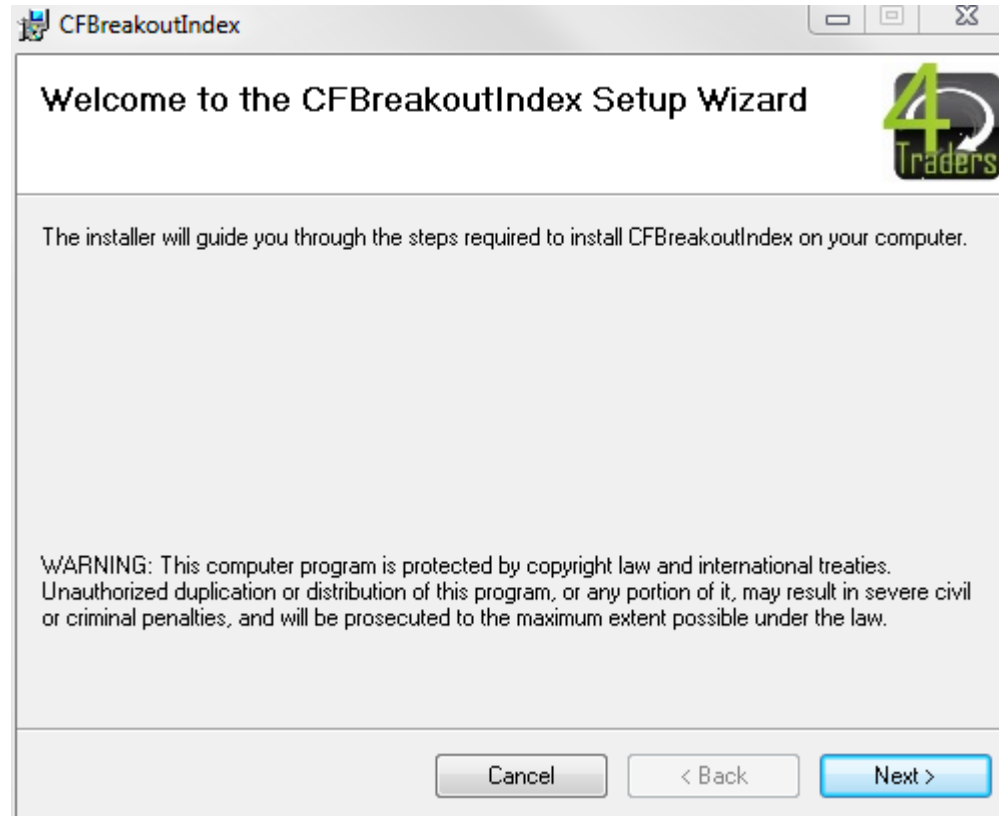 CFBreakoutIndex
Welcome to the CFBreakoutIndex Setup Wizard
4
Traders
The installer will guide you through the steps required to install CFBreakoutIndex on your computer.
WARNING: This computer program is protected by copyright law and international treaties.
Unauthorized duplication or distribution of this program, or any portion of it, may result in severe civil
or criminal penalties, and will be prosecuted to the maximum extent possible under the law.
Cancel < Back Next >